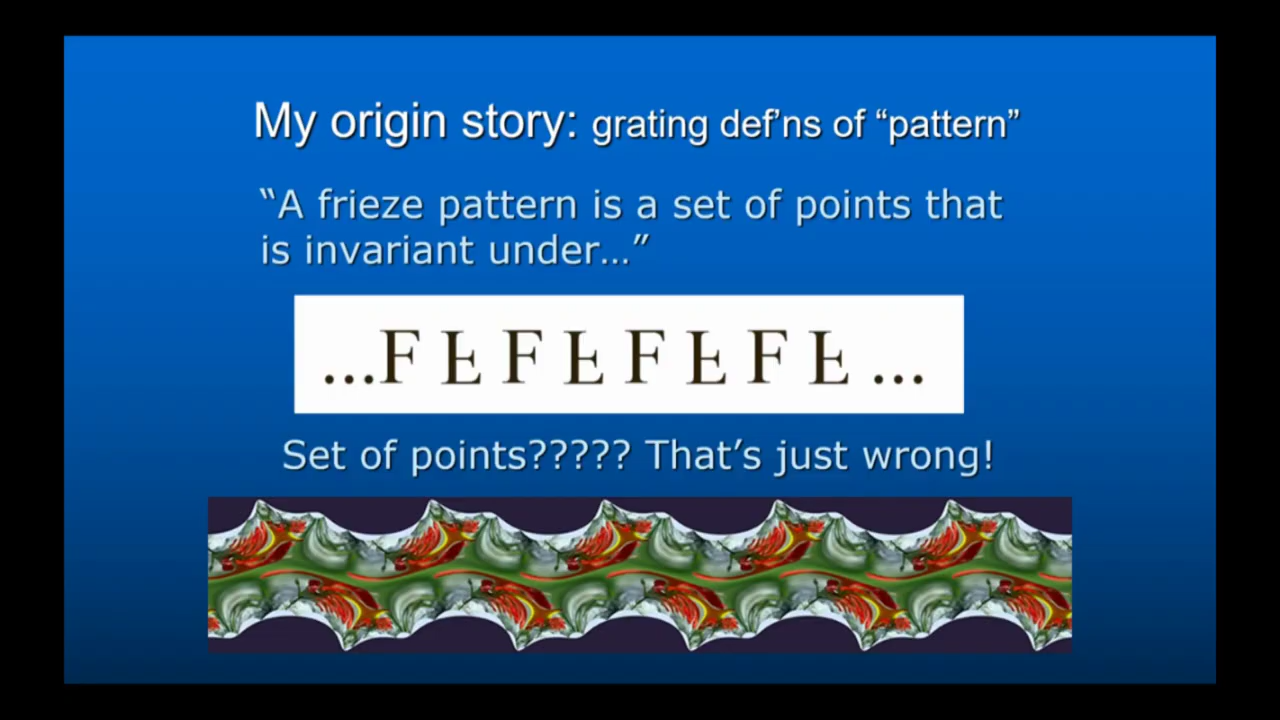 My origin story: grating def’ns of “pattern”
“A frieze pattern is a set of points that
is invariant under…”
...F F F F F F F F ...
Set of points????? That’s just wrong!